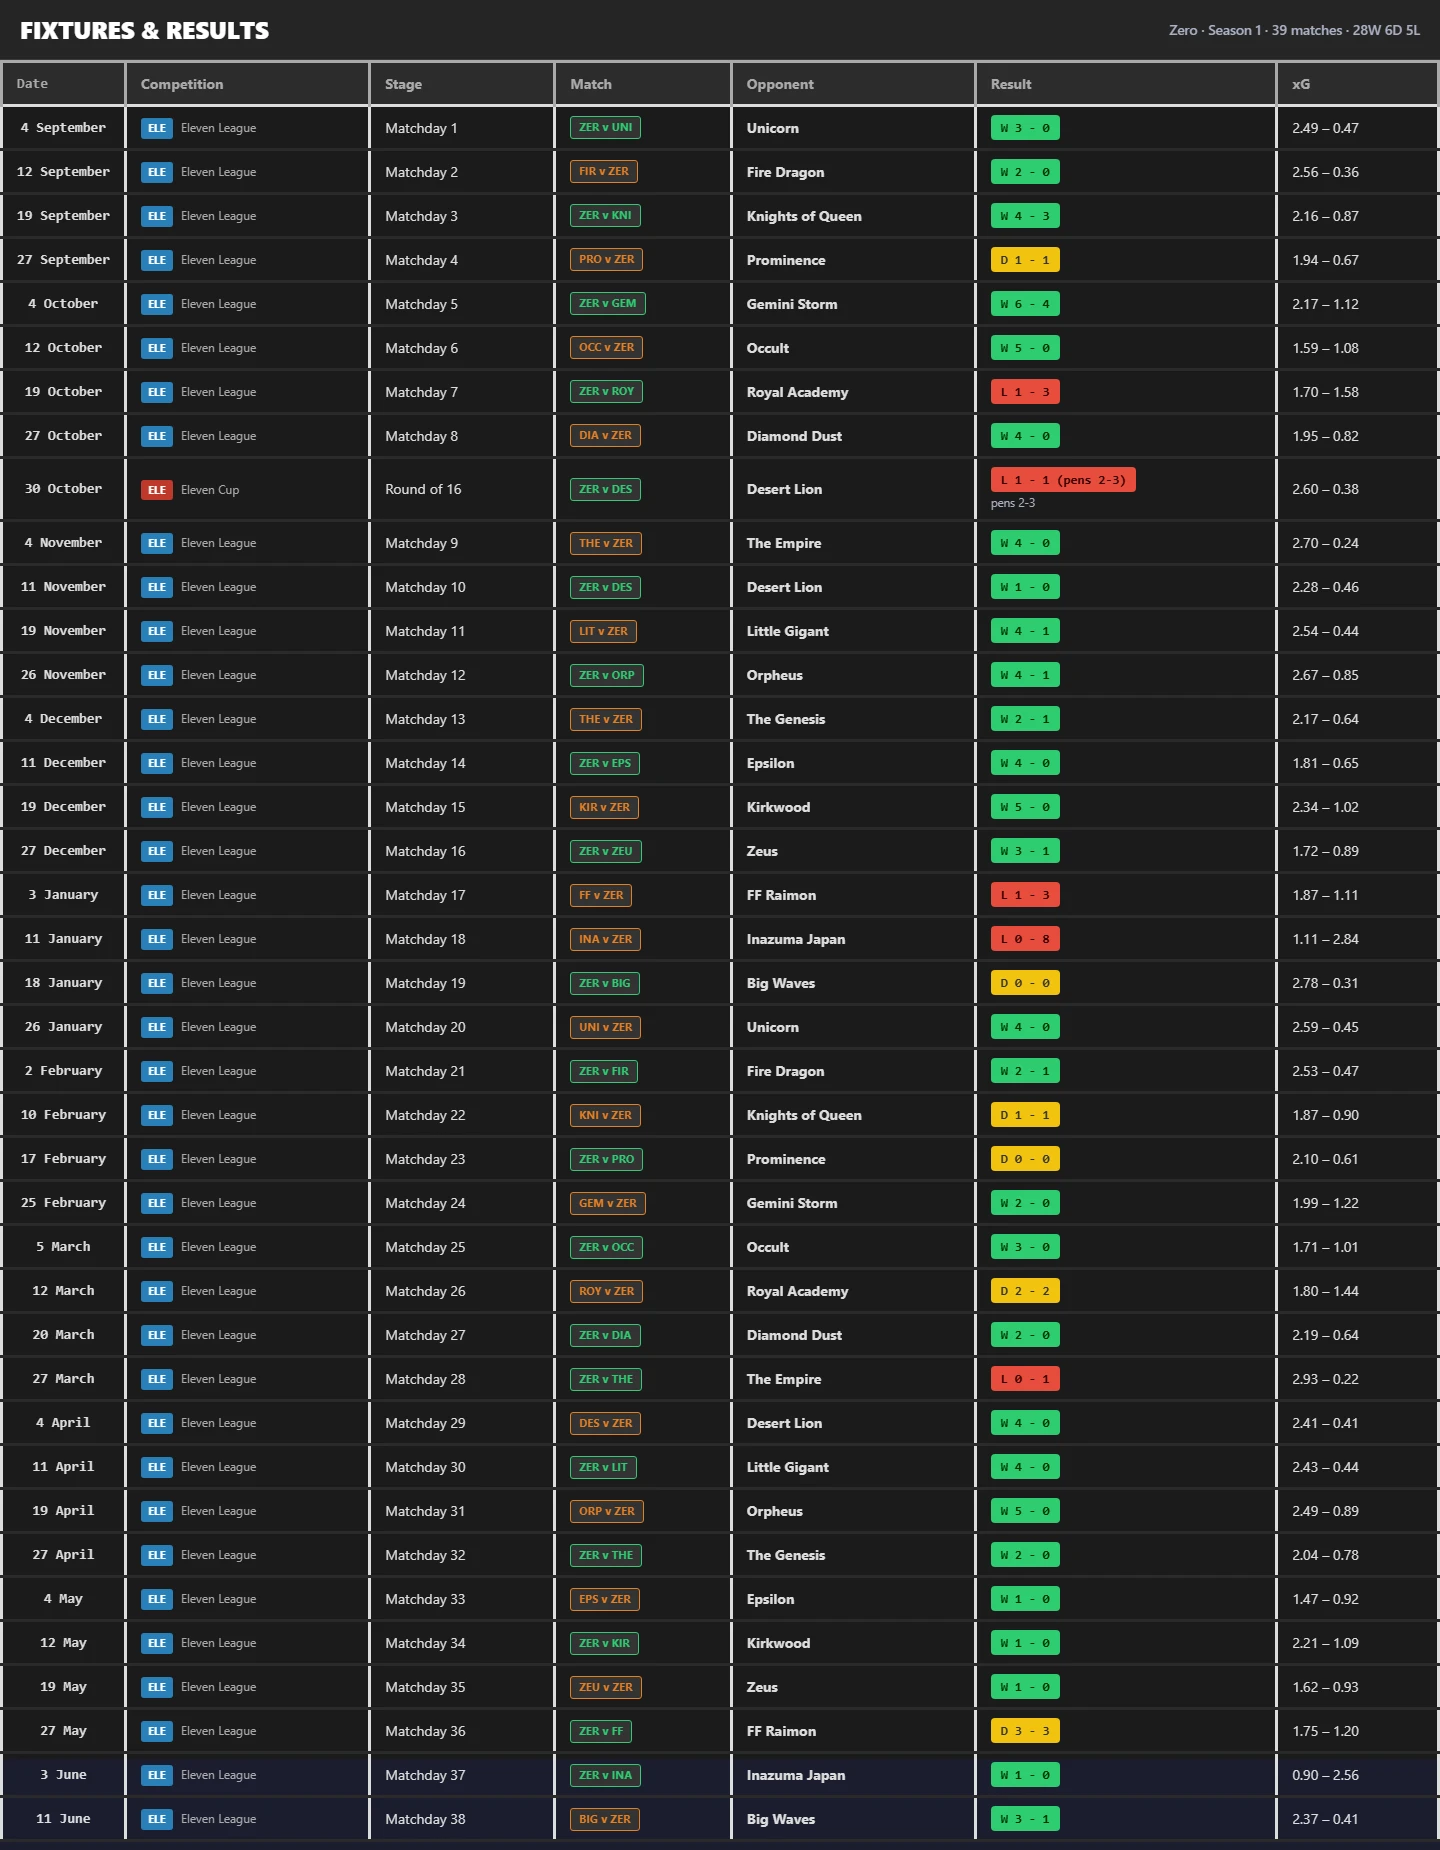 FIXTURES & RESULTS
Zero · Season 1 · 39 matches · 28W 6D 5L
Date Competition Stage Match Opponent Result xG
4 September ELE Eleven League Matchday 1 ZER v UNI Unicorn W 3 - 0 2.49 – 0.47
12 September ELE Eleven League Matchday 2 FIR v ZER Fire Dragon W 2 - 0 2.56 – 0.36
19 September ELE Eleven League Matchday 3 ZER v KNI Knights of Queen W 4 - 3 2.16 – 0.87
27 September ELE Eleven League Matchday 4 PRO v ZER Prominence D 1 - 1 1.94 – 0.67
4 October ELE Eleven League Matchday 5 ZER v GEM Gemini Storm W 6 - 4 2.17 – 1.12
12 October ELE Eleven League Matchday 6 OCC v ZER Occult W 5 - 0 1.59 – 1.08
19 October ELE Eleven League Matchday 7 ZER v ROY Royal Academy L 1 - 3 1.70 – 1.58
27 October ELE Eleven League Matchday 8 DIA v ZER Diamond Dust W 4 - 0 1.95 – 0.82
30 October ELE Eleven Cup Round of 16 ZER v DES Desert Lion L 1 - 1 (pens 2-3) 2.60 – 0.38
pens 2-3
4 November ELE Eleven League Matchday 9 THE v ZER The Empire W 4 - 0 2.70 – 0.24
11 November ELE Eleven League Matchday 10 ZER v DES Desert Lion W 1 - 0 2.28 – 0.46
19 November ELE Eleven League Matchday 11 LIT v ZER Little Gigant W 4 - 1 2.54 – 0.44
26 November ELE Eleven League Matchday 12 ZER v ORP Orpheus W 4 - 1 2.67 – 0.85
4 December ELE Eleven League Matchday 13 THE v ZER The Genesis W 2 - 1 2.17 – 0.64
11 December ELE Eleven League Matchday 14 ZER v EPS Epsilon W 4 - 0 1.81 – 0.65
19 December ELE Eleven League Matchday 15 KIR v ZER Kirkwood W 5 - 0 2.34 – 1.02
27 December ELE Eleven League Matchday 16 ZER v ZEU Zeus W 3 - 1 1.72 – 0.89
3 January ELE Eleven League Matchday 17 FF v ZER FF Raimon L 1 - 3 1.87 – 1.11
11 January ELE Eleven League Matchday 18 INA v ZER Inazuma Japan L 0 - 8 1.11 – 2.84
18 January ELE Eleven League Matchday 19 ZER v BIG Big Waves D 0 - 0 2.78 – 0.31
26 January ELE Eleven League Matchday 20 UNI v ZER Unicorn W 4 - 0 2.59 – 0.45
2 February ELE Eleven League Matchday 21 ZER v FIR Fire Dragon W 2 - 1 2.53 – 0.47
10 February ELE Eleven League Matchday 22 KNI v ZER Knights of Queen D 1 - 1 1.87 – 0.90
17 February ELE Eleven League Matchday 23 ZER v PRO Prominence D 0 - 0 2.10 – 0.61
25 February ELE Eleven League Matchday 24 GEM v ZER Gemini Storm W 2 - 0 1.99 – 1.22
5 March ELE Eleven League Matchday 25 ZER v OCC Occult W 3 - 0 1.71 – 1.01
12 March ELE Eleven League Matchday 26 ROY v ZER Royal Academy D 2 - 2 1.80 – 1.44
20 March ELE Eleven League Matchday 27 ZER v DIA Diamond Dust W 2 - 0 2.19 – 0.64
27 March ELE Eleven League Matchday 28 ZER v THE The Empire L 0 - 1 2.93 – 0.22
4 April ELE Eleven League Matchday 29 DES v ZER Desert Lion W 4 - 0 2.41 – 0.41
11 April ELE Eleven League Matchday 30 ZER v LIT Little Gigant W 4 - 0 2.43 – 0.44
19 April ELE Eleven League Matchday 31 ORP v ZER Orpheus W 5 - 0 2.49 – 0.89
27 April ELE Eleven League Matchday 32 ZER v THE The Genesis W 2 - 0 2.04 – 0.78
4 May ELE Eleven League Matchday 33 EPS v ZER Epsilon W 1 - 0 1.47 – 0.92
12 May ELE Eleven League Matchday 34 ZER v KIR Kirkwood W 1 - 0 2.21 – 1.09
19 May ELE Eleven League Matchday 35 ZEU v ZER Zeus W 1 - 0 1.62 – 0.93
27 May ELE Eleven League Matchday 36 ZER v FF FF Raimon D 3 - 3 1.75 – 1.20
3 June ELE Eleven League Matchday 37 ZER v INA Inazuma Japan W 1 - 0 0.90 – 2.56
11 June ELE Eleven League Matchday 38 BIG v ZER Big Waves W 3 - 1 2.37 – 0.41